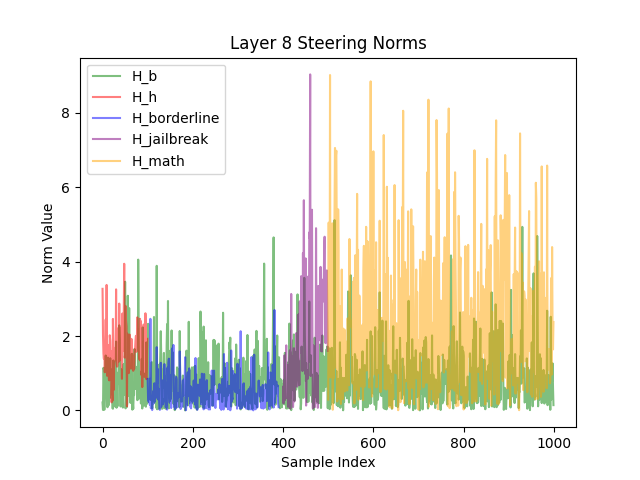 Layer 8 Steering Norms
H_b
H_h
H_borderline
H_jailbreak
H_math
Norm Value
8
6
4
2
0
0 200 400 600 800 1000
Sample Index